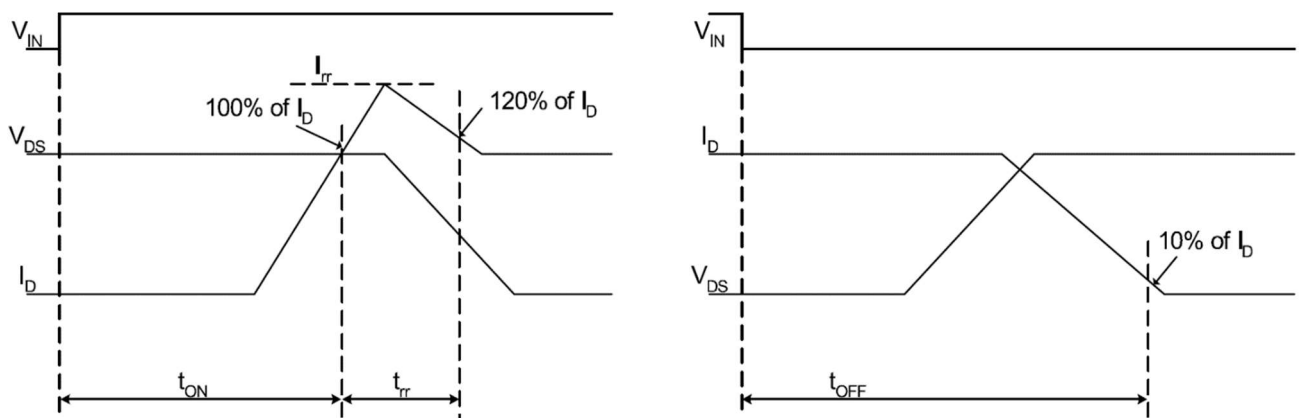 V_IN
I_rr
100% of I_D
120% of I_D
V_DS
I_D
t_ON
t_rr
V_IN
I_D
10% of I_D
V_DS
t_OFF